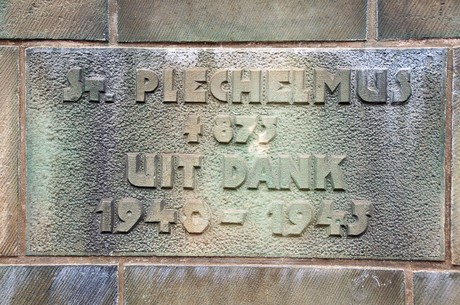 St. PLECHELMUS
+ 873
UIT DANK
1940 - 1945